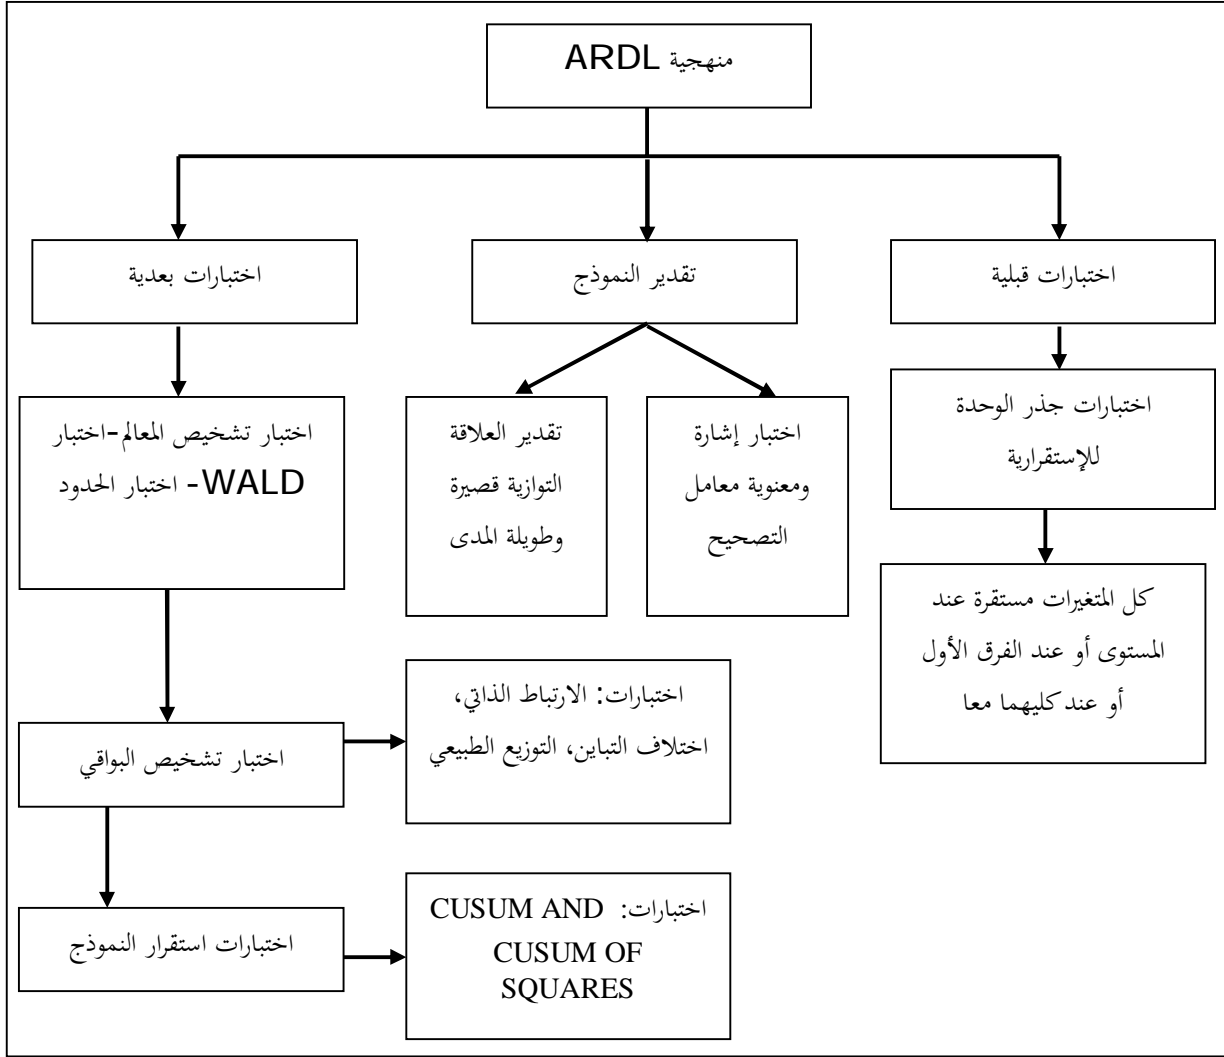 منهجية ARDL
اختبارات قبلية
تقدير النموذج
اختبارات بعدية
اختبارات جذر الوحدة
للإستقرارية
كل المتغيرات مستقرة عند
المستوى أو عند الفرق الأول
أو عند كليهما معا
اختبار إشارة
ومعنوية معامل
التصحيح
تقدير العلاقة
التوازية قصيرة
وطويلة المدى
اختبار تشخيص المعالم-اختبار
WALD- اختبار الحدود
اختبار تشخيص البواقي
اختبارات: الارتباط الذاتي،
اختلاف التباين، التوزيع الطبيعي
اختبارات استقرار النموذج
اختبارات: CUSUM AND
CUSUM OF
SQUARES